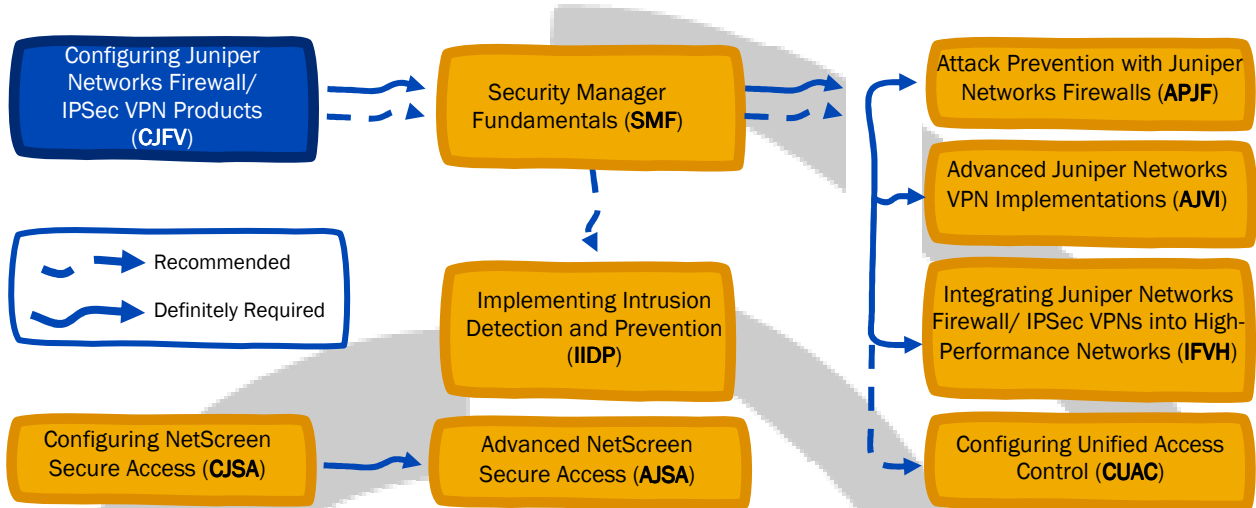 Configuring Juniper
Networks Firewall/
IPSec VPN Products
(CJFV)
Security Manager
Fundamentals (SMF)
Attack Prevention with Juniper
Networks Firewalls (APJF)
Advanced Juniper Networks
VPN Implementations (AJVI)
Recommended
Definitely Required
Implementing Intrusion
Detection and Prevention
(IIDP)
Integrating Juniper Networks
Firewall/ IPSec VPNs into High-
Performance Networks (IFVH)
Configuring NetScreen
Secure Access (CJSA)
Advanced NetScreen
Secure Access (AJSA)
Configuring Unified Access
Control (CUAC)